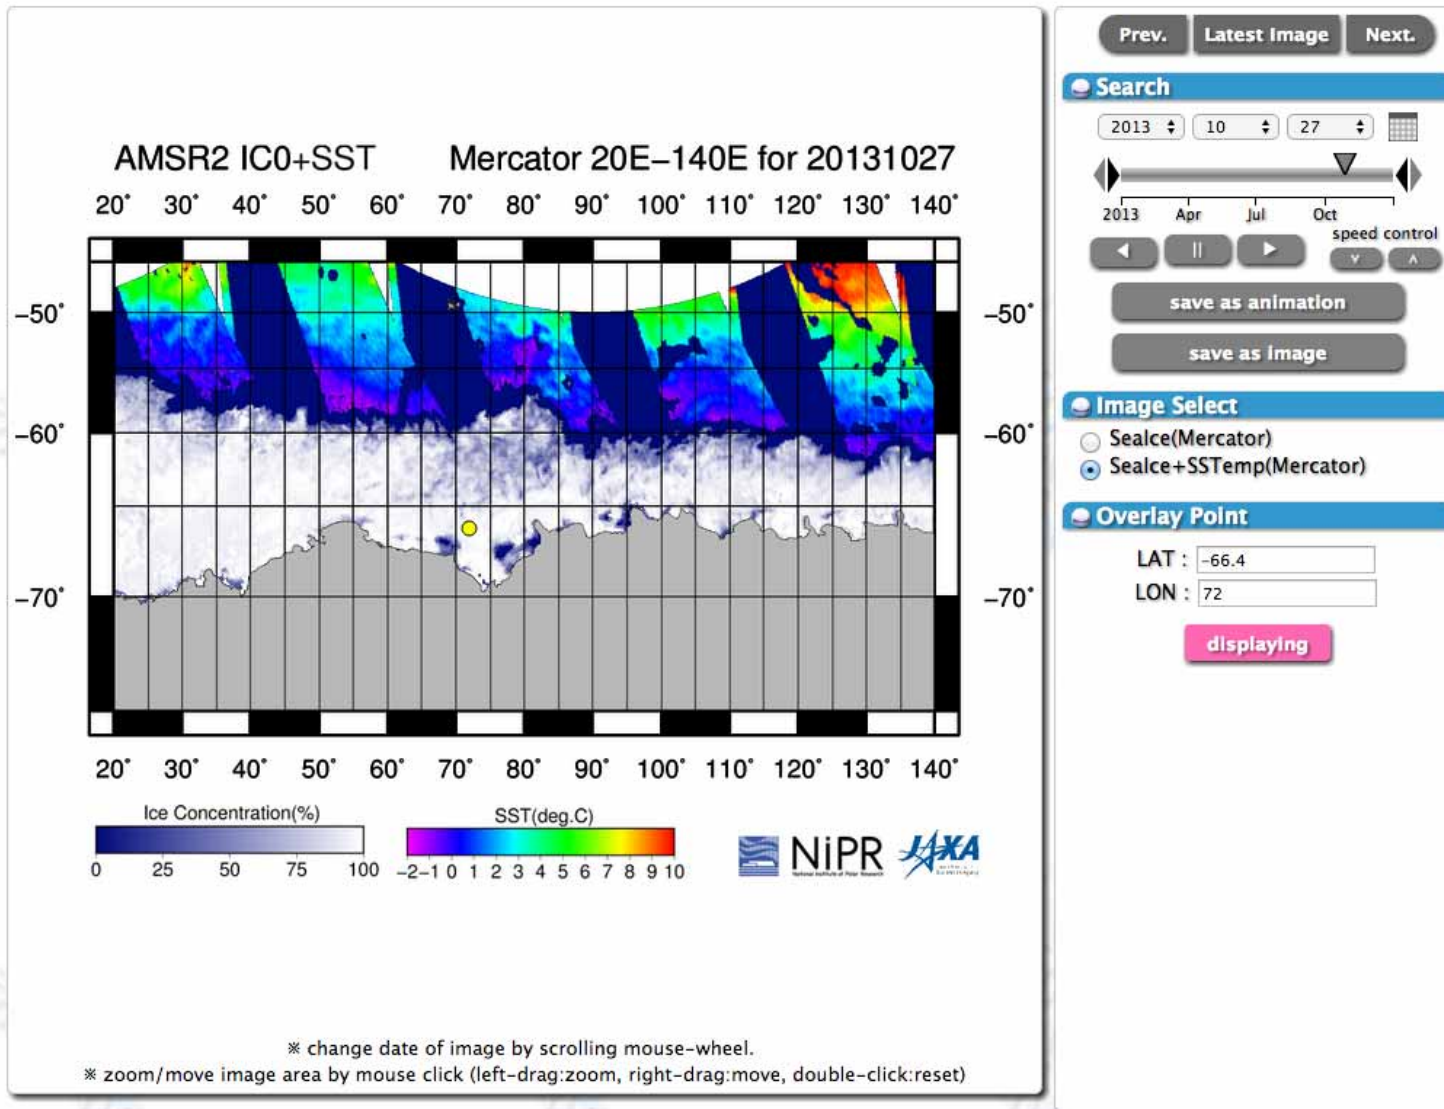 AMSR2 IC0+SST Mercator 20E-140E for 20131027
20° 30° 40° 50° 60° 70° 80° 90° 100° 110° 120° 130° 140°
-50° -50°
-60° -60°
-70° -70°
20° 30° 40° 50° 60° 70° 80° 90° 100° 110° 120° 130° 140°
Ice Concentration(%)
0 25 50 75 100
SST(deg.C)
-2 -1 0 1 2 3 4 5 6 7 8 9 10
NiPR
National Institute of Polar Research
JAXA
※ change date of image by scrolling mouse-wheel.
※ zoom/move image area by mouse click (left-drag:zoom, right-drag:move, double-click:reset)
Prev. Latest Image Next.
Search
2013 10 27
2013 Apr Jul Oct
speed control
save as animation
save as image
Image Select
SeaIce(Mercator)
SeaIce+SSTemp(Mercator)
Overlay Point
LAT : -66.4
LON : 72
displaying